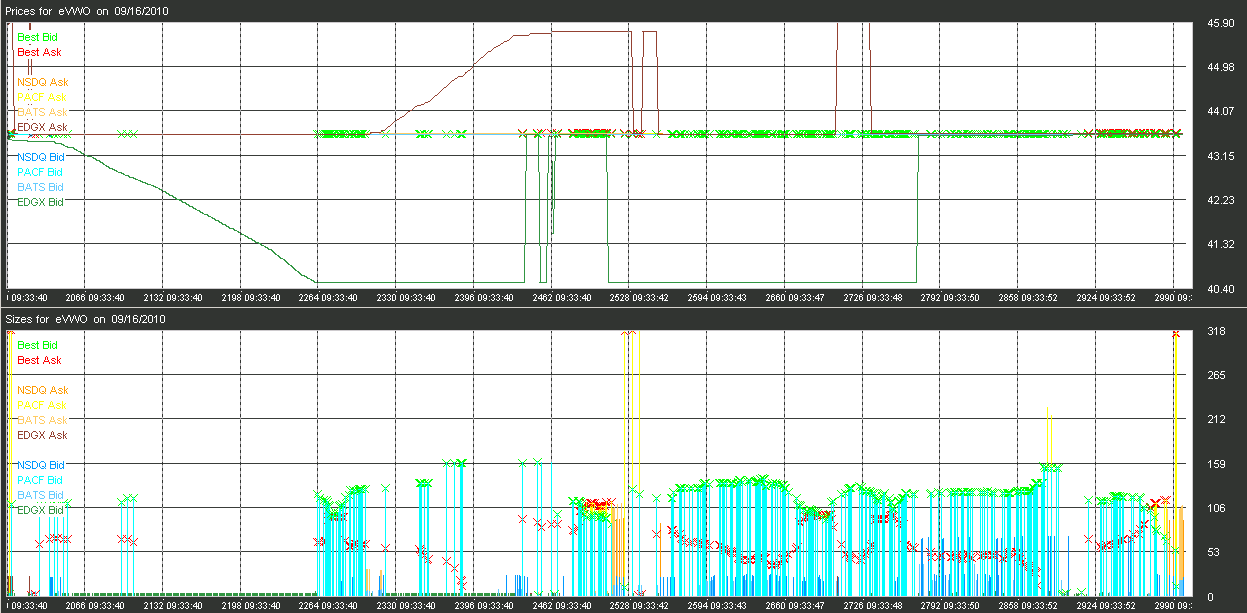 Prices for eVWO on 09/16/2010
Best Bid
Best Ask
NSDQ Ask
PACF Ask
BATS Ask
EDGX Ask
NSDQ Bid
PACF Bid
BATS Bid
EDGX Bid
45.90
44.98
44.07
43.15
42.23
41.32
40.40
09:33:40 2066 09:33:40 2132 09:33:40 2198 09:33:40 2264 09:33:40 2330 09:33:40 2396 09:33:40 2462 09:33:40 2528 09:33:42 2594 09:33:43 2660 09:33:47 2726 09:33:48 2792 09:33:50 2858 09:33:52 2924 09:33:52 2990 09:
Sizes for eVWO on 09/16/2010
Best Bid
Best Ask
NSDQ Ask
PACF Ask
BATS Ask
EDGX Ask
NSDQ Bid
PACF Bid
BATS Bid
EDGX Bid
318
265
212
159
106
53
0
09:33:40 2066 09:33:40 2132 09:33:40 2198 09:33:40 2264 09:33:40 2330 09:33:40 2396 09:33:40 2462 09:33:40 2528 09:33:42 2594 09:33:43 2660 09:33:47 2726 09:33:48 2792 09:33:50 2858 09:33:52 2924 09:33:52 2990 09: